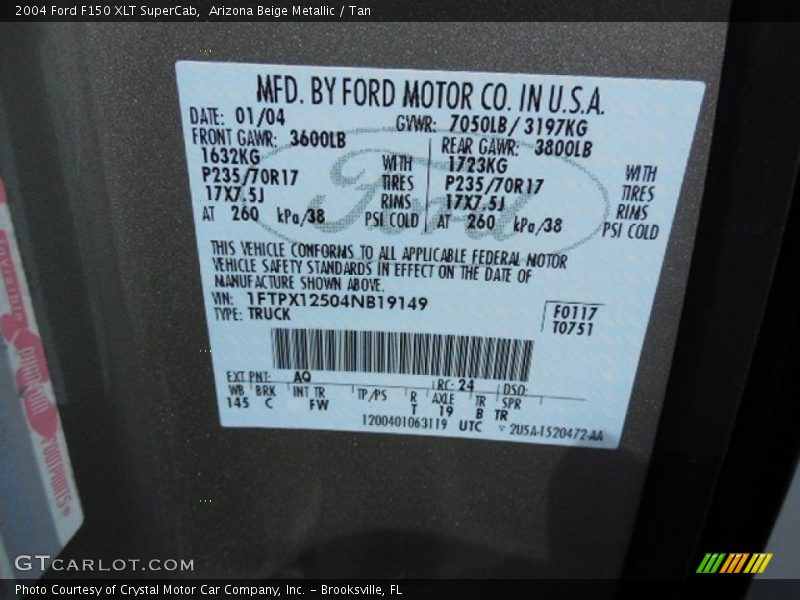 2004 Ford F150 XLT SuperCab, Arizona Beige Metallic / Tan
MFD. BY FORD MOTOR CO. IN U.S.A.
DATE: 01/04 GVWR: 7050LB/ 3197KG
FRONT GAWR: 3600LB REAR GAWR: 3800LB
1632KG WITH 1723KG WITH
P235/70R17 TIRES P235/70R17 TIRES
17X7.5J RIMS 17X7.5J RIMS
AT 260 kPa/38 PSI COLD AT 260 kPa/38 PSI COLD
Ford
THIS VEHICLE CONFORMS TO ALL APPLICABLE FEDERAL MOTOR
VEHICLE SAFETY STANDARDS IN EFFECT ON THE DATE OF
MANUFACTURE SHOWN ABOVE.
VIN: 1FTPX12504NB19149 F0117
TYPE: TRUCK T0751
EXT PNT: AQ RC: 24 DSO:
WB BRK INT TR TP/PS R AXLE TR SPR
145 C FW T 19 B TR
1200401063119 UTC 2U5A-1520472-AA
GTCARLOT.COM
Photo Courtesy of Crystal Motor Car Company, Inc. - Brooksville, FL